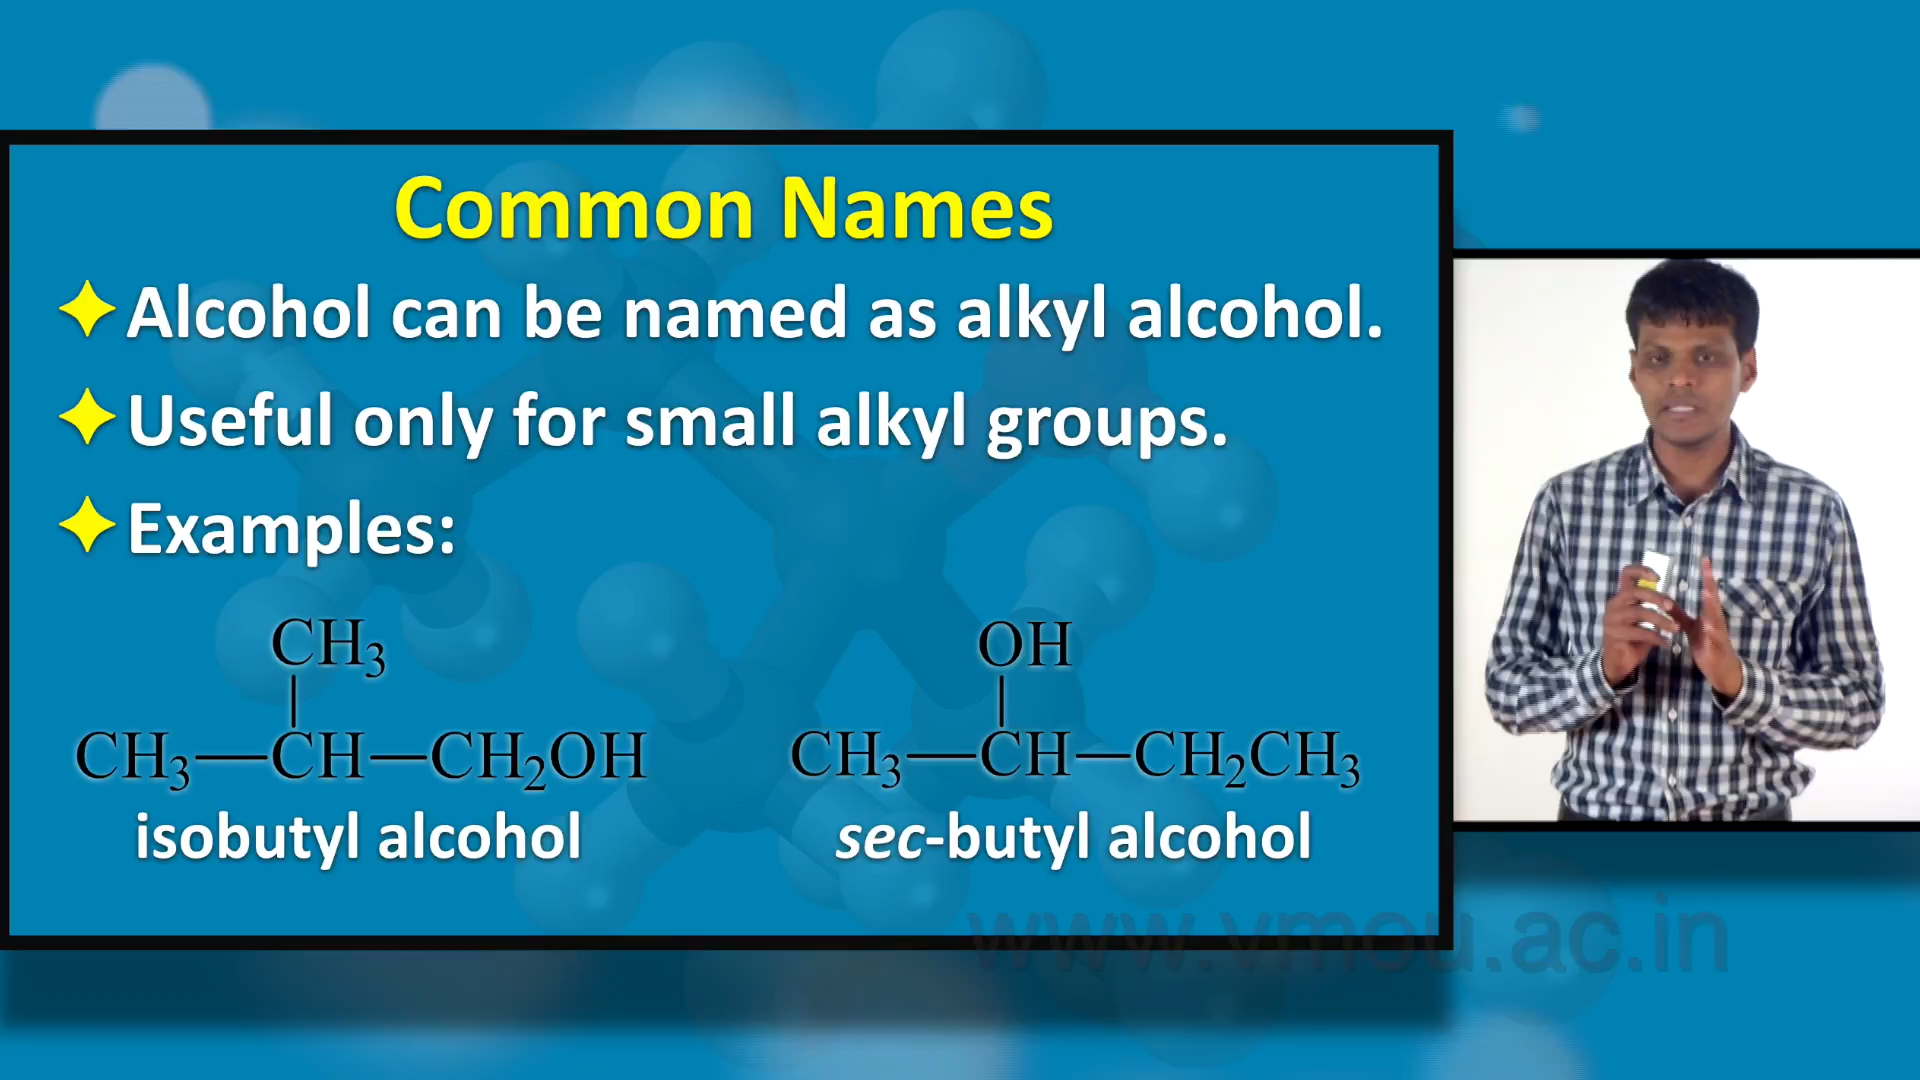 Common Names
Alcohol can be named as alkyl alcohol.
Useful only for small alkyl groups.
Examples:
CH3
CH3—CH—CH2OH
isobutyl alcohol
OH
CH3—CH—CH2CH3
sec-butyl alcohol
www.vmou.ac.in